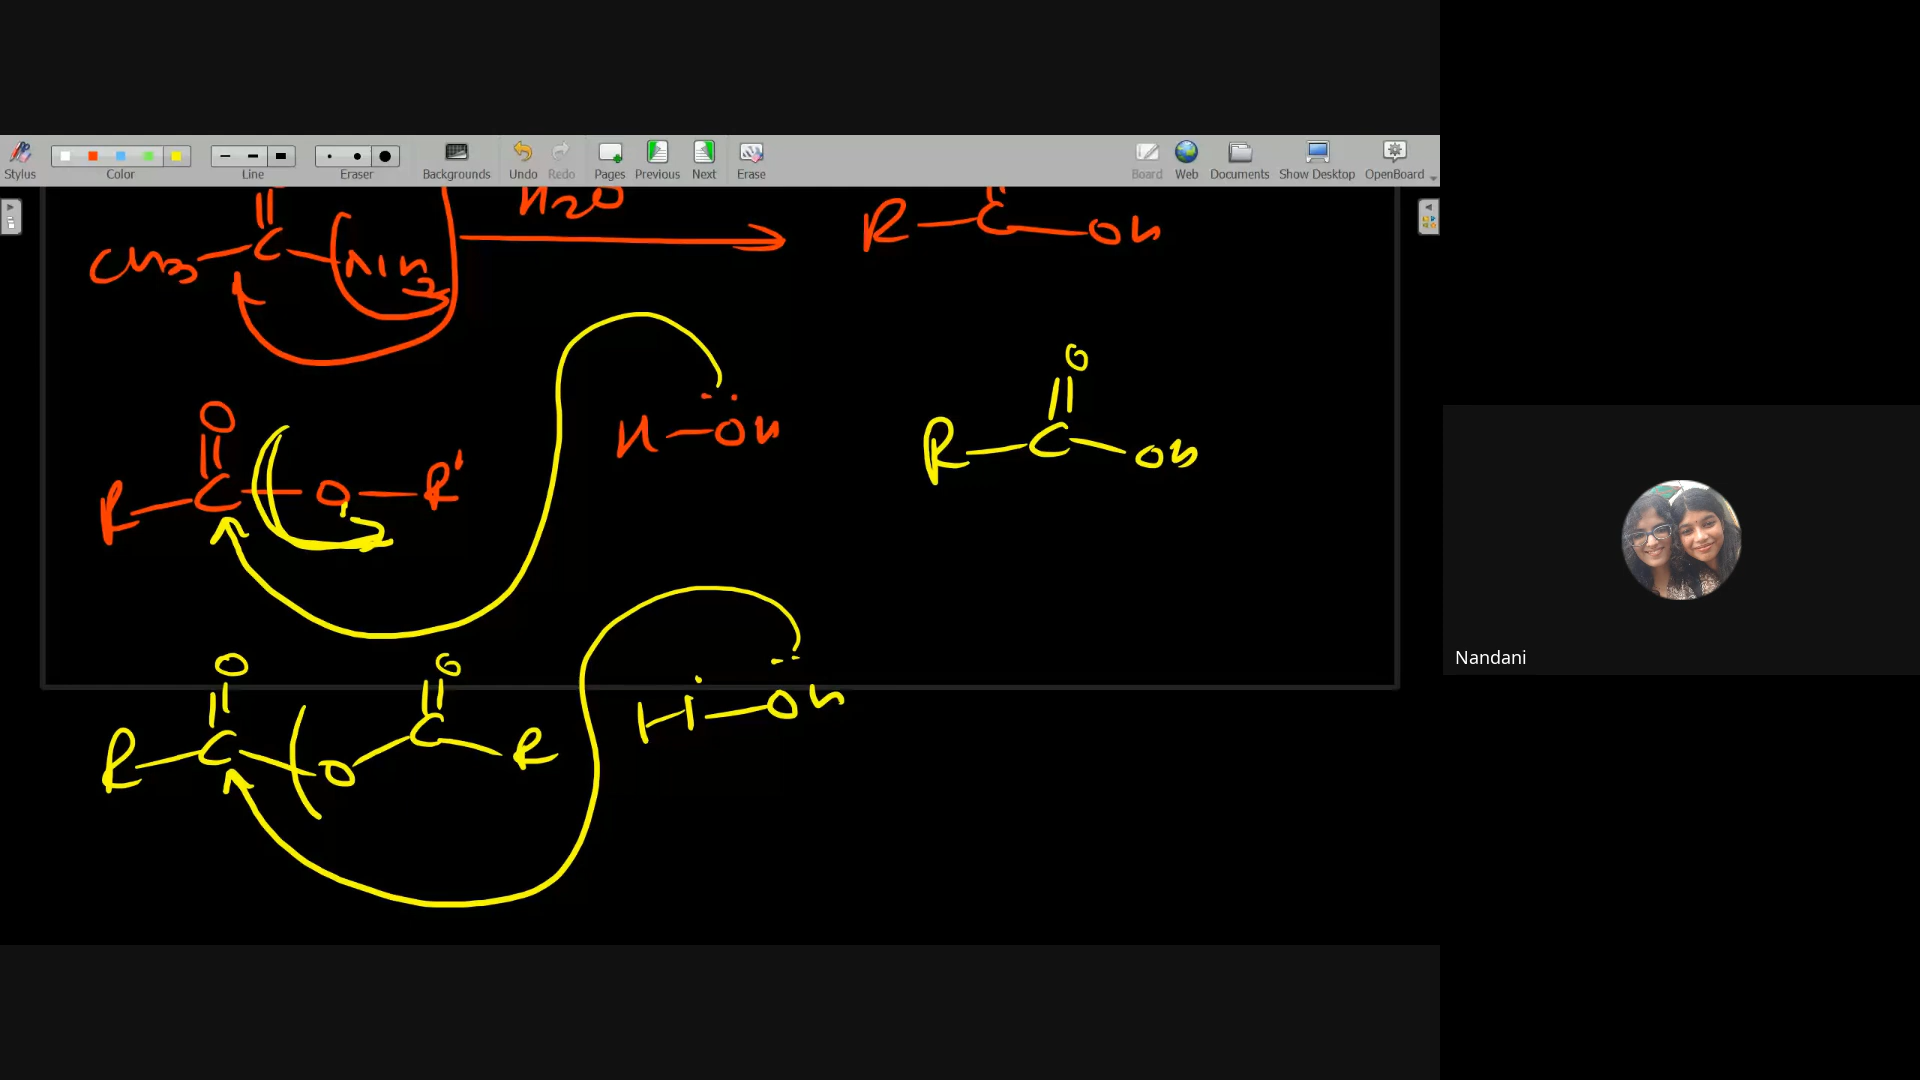 Stylus Color Line Eraser Backgrounds Undo Redo Pages Previous Next Erase Board Web Documents Show Desktop OpenBoard
H2O
CH3 C NH2 R C OH
O
O
R C O R' H OH R C OH
O O
R C O C R H OH
Nandani